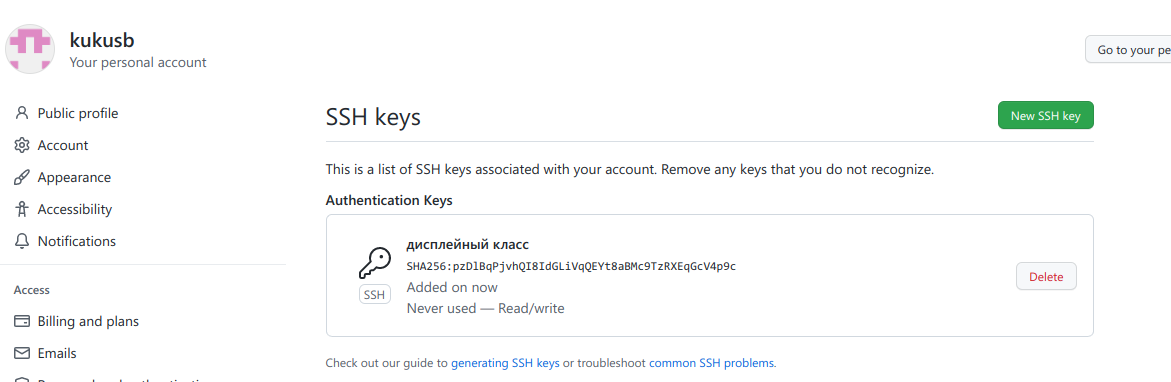 kukusb
Your personal account
Go to your pe
Public profile
Account
Appearance
Accessibility
Notifications
Access
Billing and plans
Emails
SSH keys
New SSH key
This is a list of SSH keys associated with your account. Remove any keys that you do not recognize.
Authentication Keys
дисплейный класс
SHA256:pzDlBqPjvhQI8IdGLiVqQEYt8aBMc9TzRXEqGcV4p9c
Added on now
Never used — Read/write
SSH
Delete
Check out our guide to generating SSH keys or troubleshoot common SSH problems.